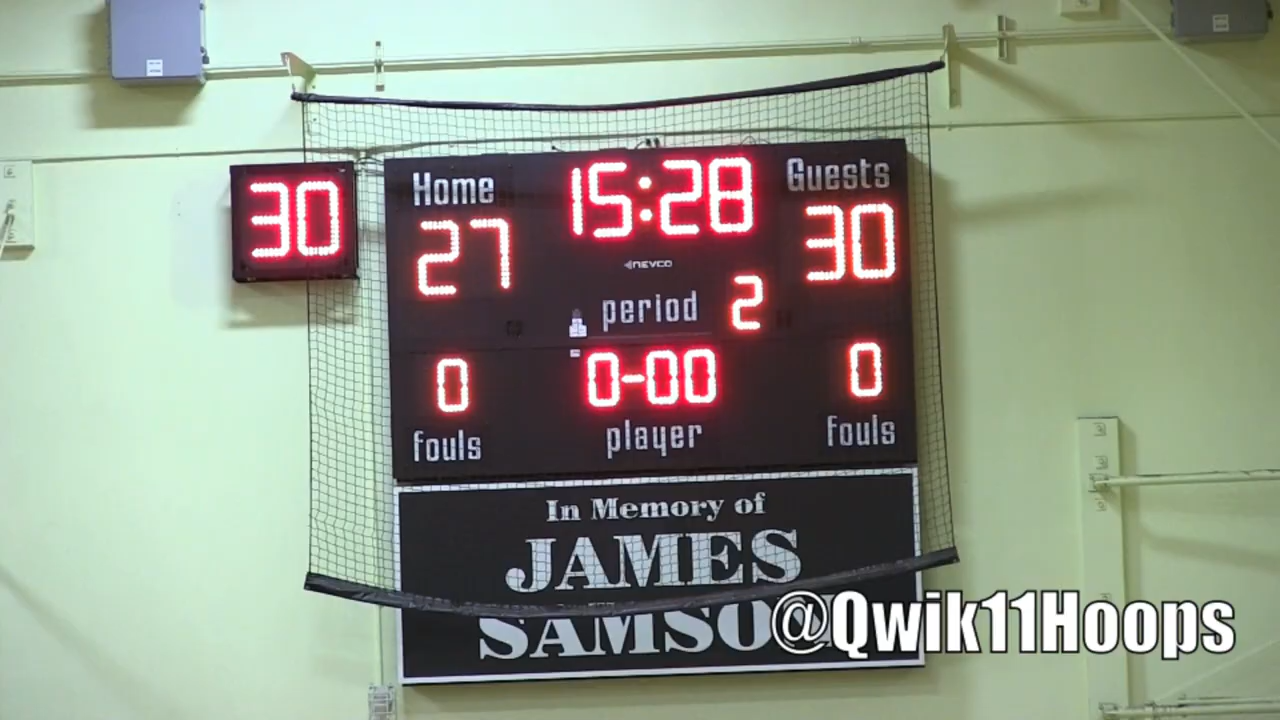 30
Home
15:28
Guests
27
30
NEVCO
period 2
0
0-00
0
fouls
player
fouls
In Memory of
JAMES
@Qwik11Hoops